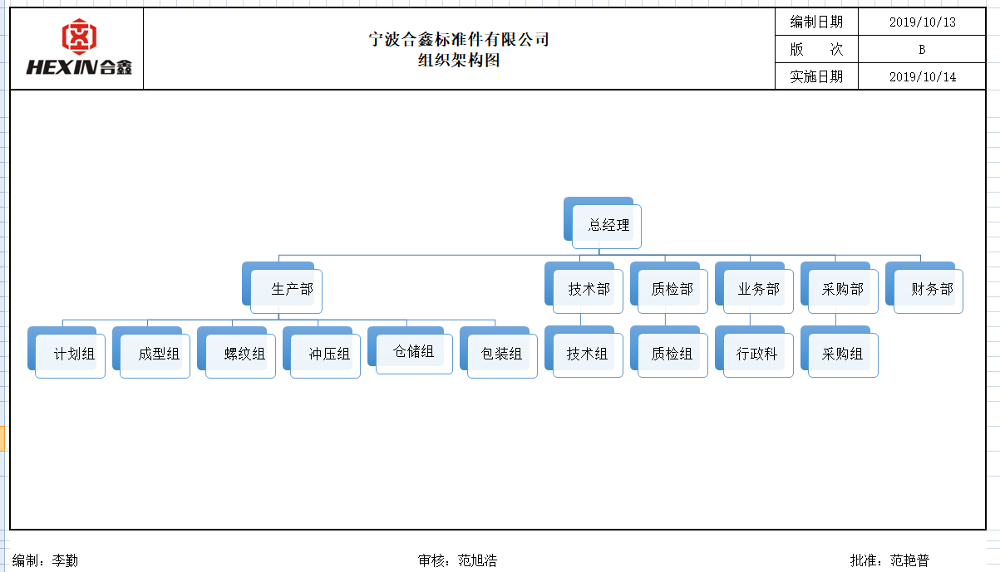 HEXIN合鑫
宁波合鑫标准件有限公司
组织架构图
编制日期 2019/10/13
版 次 B
实施日期 2019/10/14
总经理
生产部 技术部 质检部 业务部 采购部 财务部
计划组 成型组 螺纹组 冲压组 仓储组 包装组 技术组 质检组 行政科 采购组
编制：李勤 审核：范旭浩 批准：范艳普